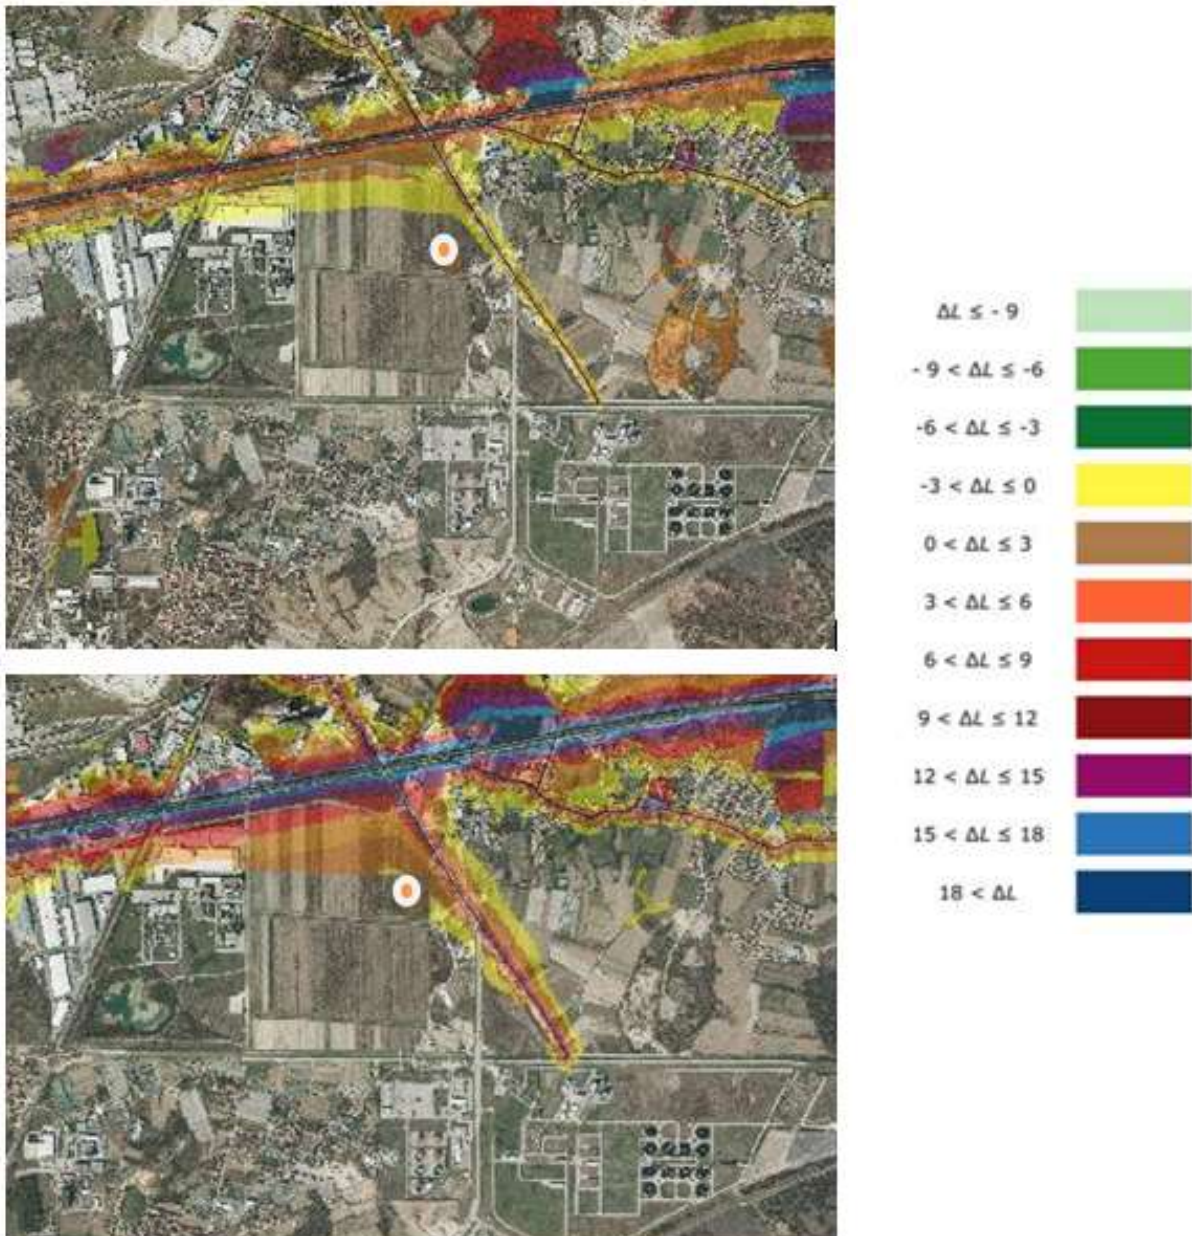 ΔL ≤ - 9
- 9 < ΔL ≤ -6
-6 < ΔL ≤ -3
-3 < ΔL ≤ 0
0 < ΔL ≤ 3
3 < ΔL ≤ 6
6 < ΔL ≤ 9
9 < ΔL ≤ 12
12 < ΔL ≤ 15
15 < ΔL ≤ 18
18 < ΔL